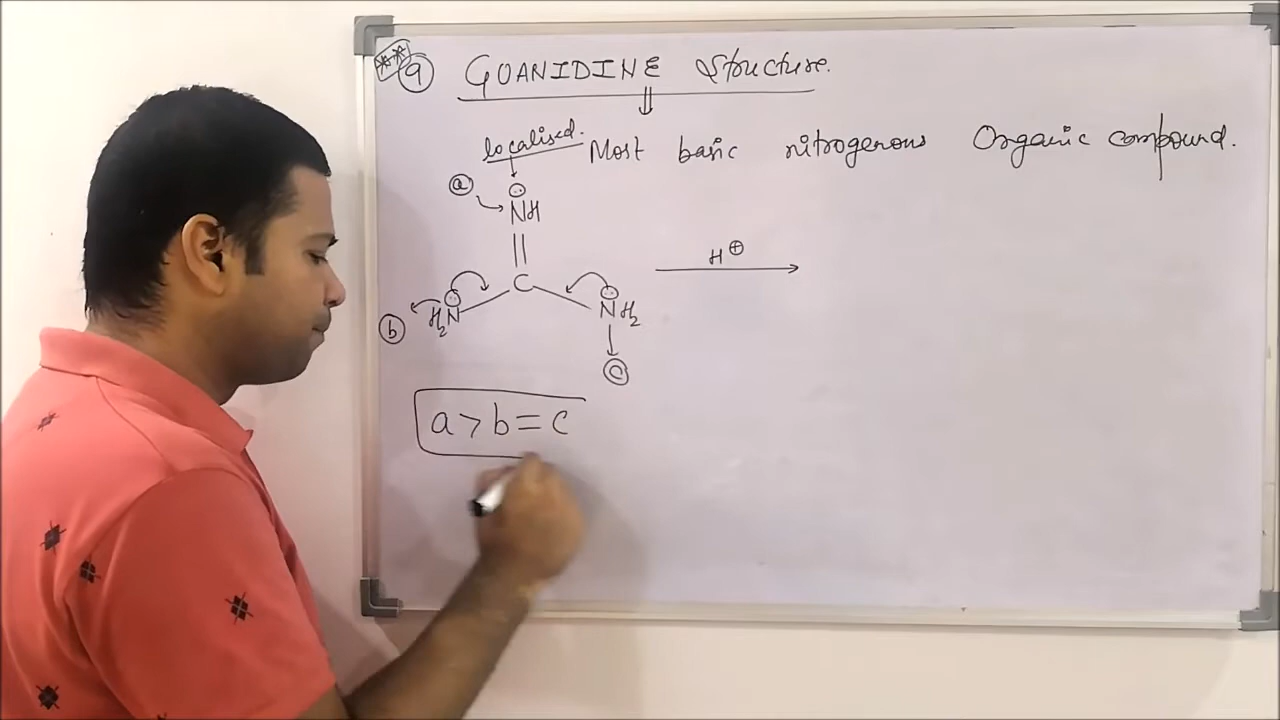 ** 9 GUANIDINE Structure.
localised. Most basic nitrogenous Organic compound.
a NH
H⊕
C
b H₂N NH₂
c
a > b = c